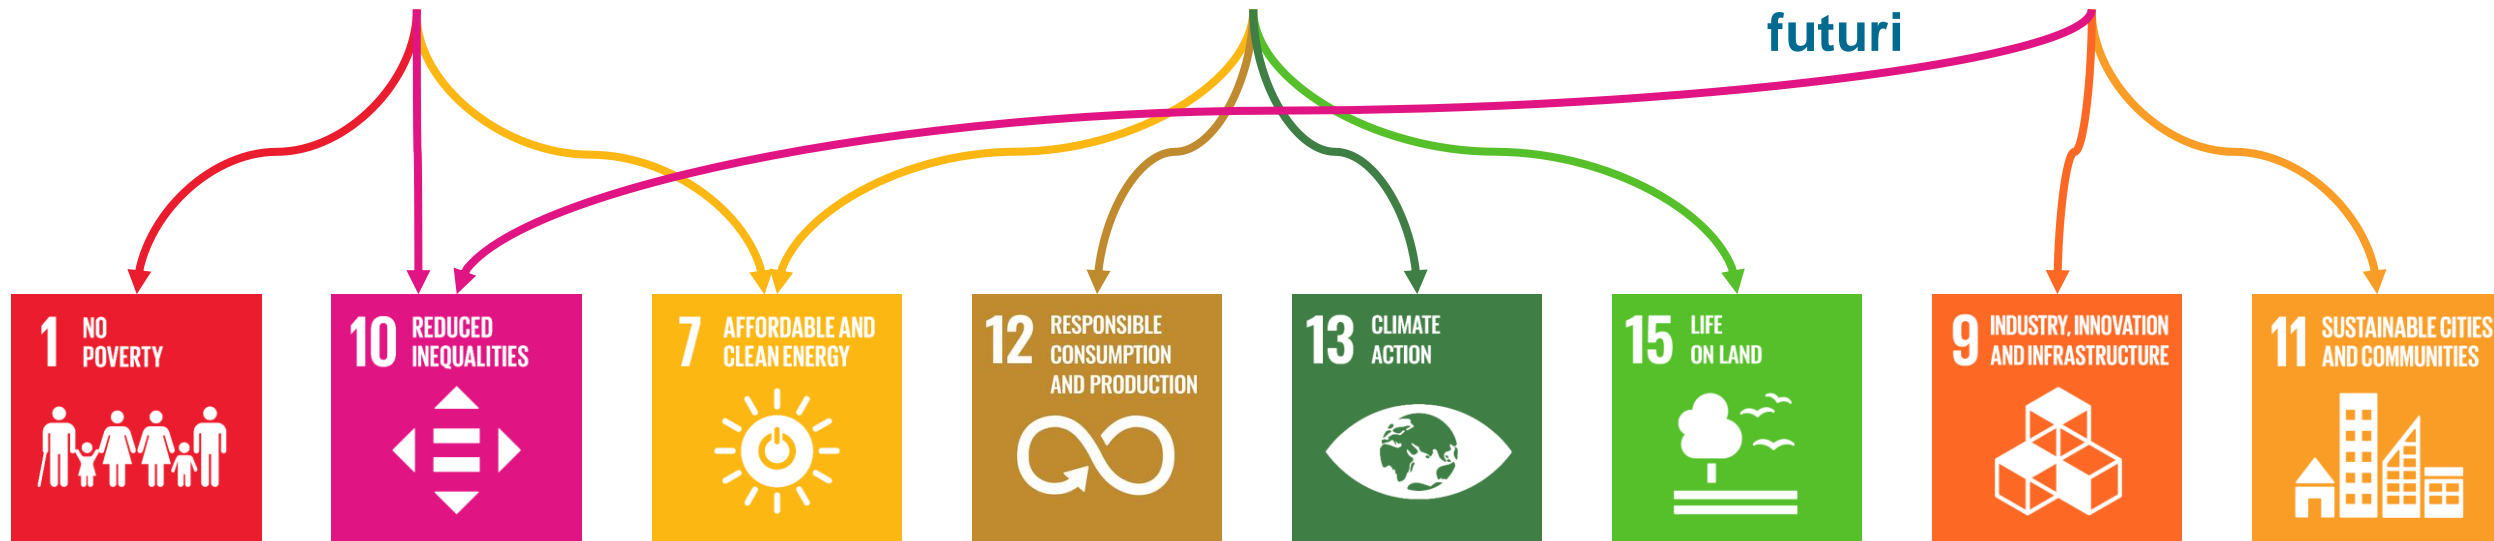 futuri
1 NO
POVERTY
10 REDUCED
INEQUALITIES
7 AFFORDABLE AND
CLEAN ENERGY
12 RESPONSIBLE
CONSUMPTION
AND PRODUCTION
13 CLIMATE
ACTION
15 LIFE
ON LAND
9 INDUSTRY, INNOVATION
AND INFRASTRUCTURE
11 SUSTAINABLE CITIES
AND COMMUNITIES